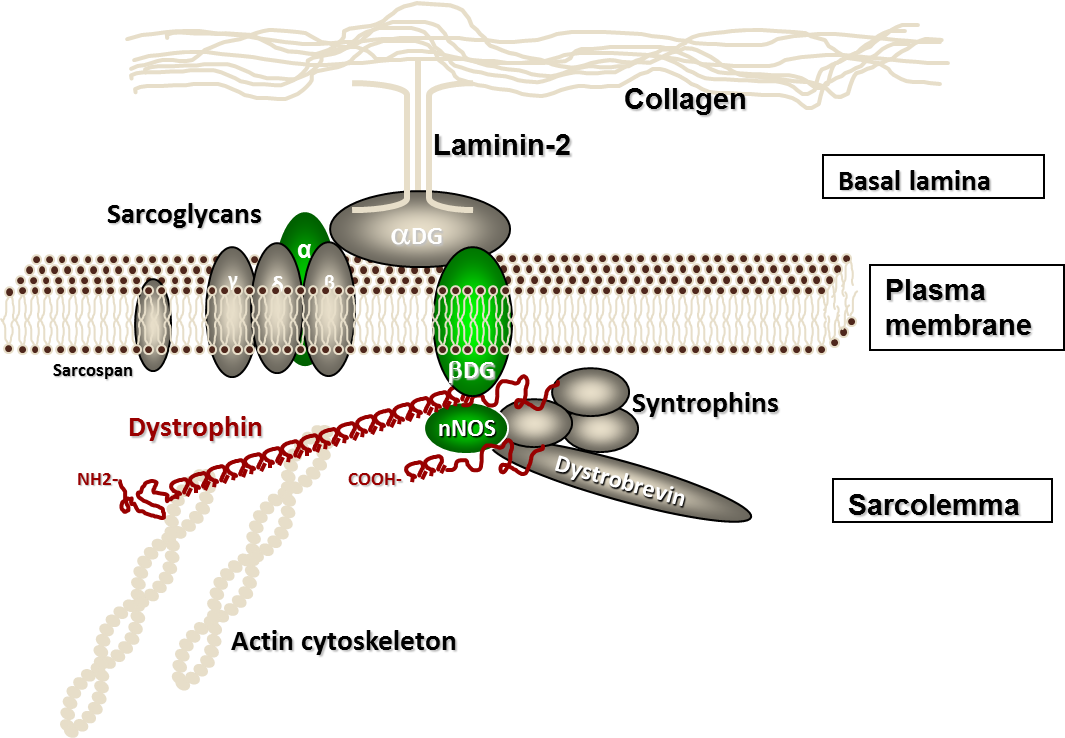 Collagen
Laminin-2
Basal lamina
Sarcoglycans
αDG
α
γ
δ
β
Plasma
membrane
Sarcospan
βDG
Syntrophins
Dystrophin
nNOS
NH2-
COOH-
Dystrobrevin
Sarcolemma
Actin cytoskeleton